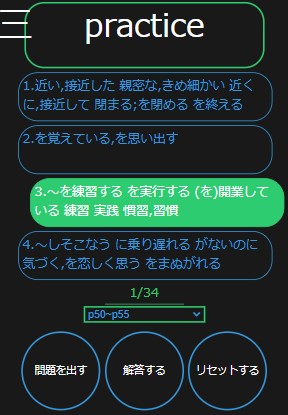 practice
1.近い,接近した 親密な,きめ細かい 近く
に,接近して 閉まる;を閉める を終える
2.を覚えている,を思い出す
3.〜を練習する を実行する (を)開業して
いる 練習 実践 慣習,習慣
4.〜しそこなう に乗り遅れる がないのに
気づく,を恋しく思う をまぬがれる
1/34
p50~p55
問題を出す
解答する
リセットする